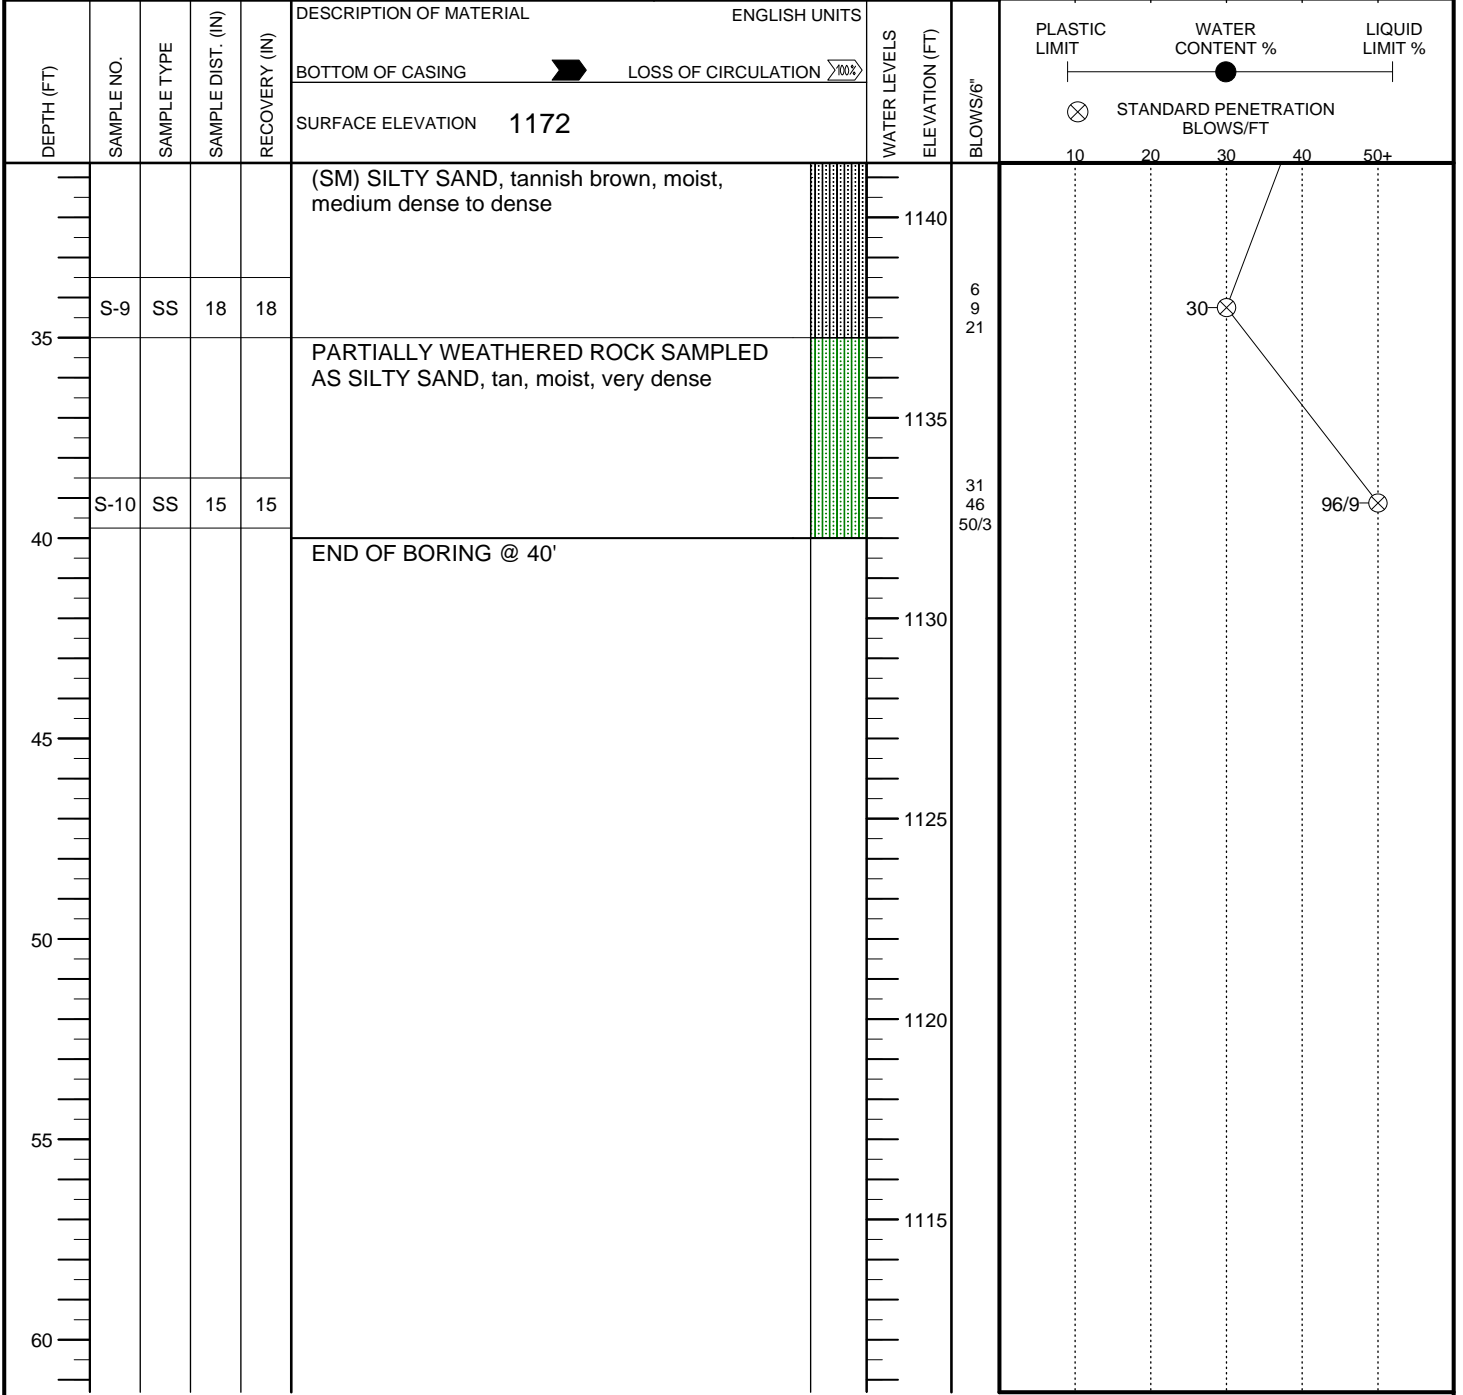 DEPTH (FT)
SAMPLE NO.
SAMPLE TYPE
SAMPLE DIST. (IN)
RECOVERY (IN)
DESCRIPTION OF MATERIAL ENGLISH UNITS
BOTTOM OF CASING LOSS OF CIRCULATION 100%
SURFACE ELEVATION 1172
WATER LEVELS
ELEVATION (FT)
BLOWS/6"
PLASTIC
LIMIT
WATER
CONTENT %
LIQUID
LIMIT %
STANDARD PENETRATION
BLOWS/FT
10 20 30 40 50+
(SM) SILTY SAND, tannish brown, moist,
medium dense to dense
1140
S-9 SS 18 18
6
9
21
30
35
PARTIALLY WEATHERED ROCK SAMPLED
AS SILTY SAND, tan, moist, very dense
1135
S-10 SS 15 15
31
46
50/3
96/9
40
END OF BORING @ 40'
1130
45
1125
50
1120
55
1115
60